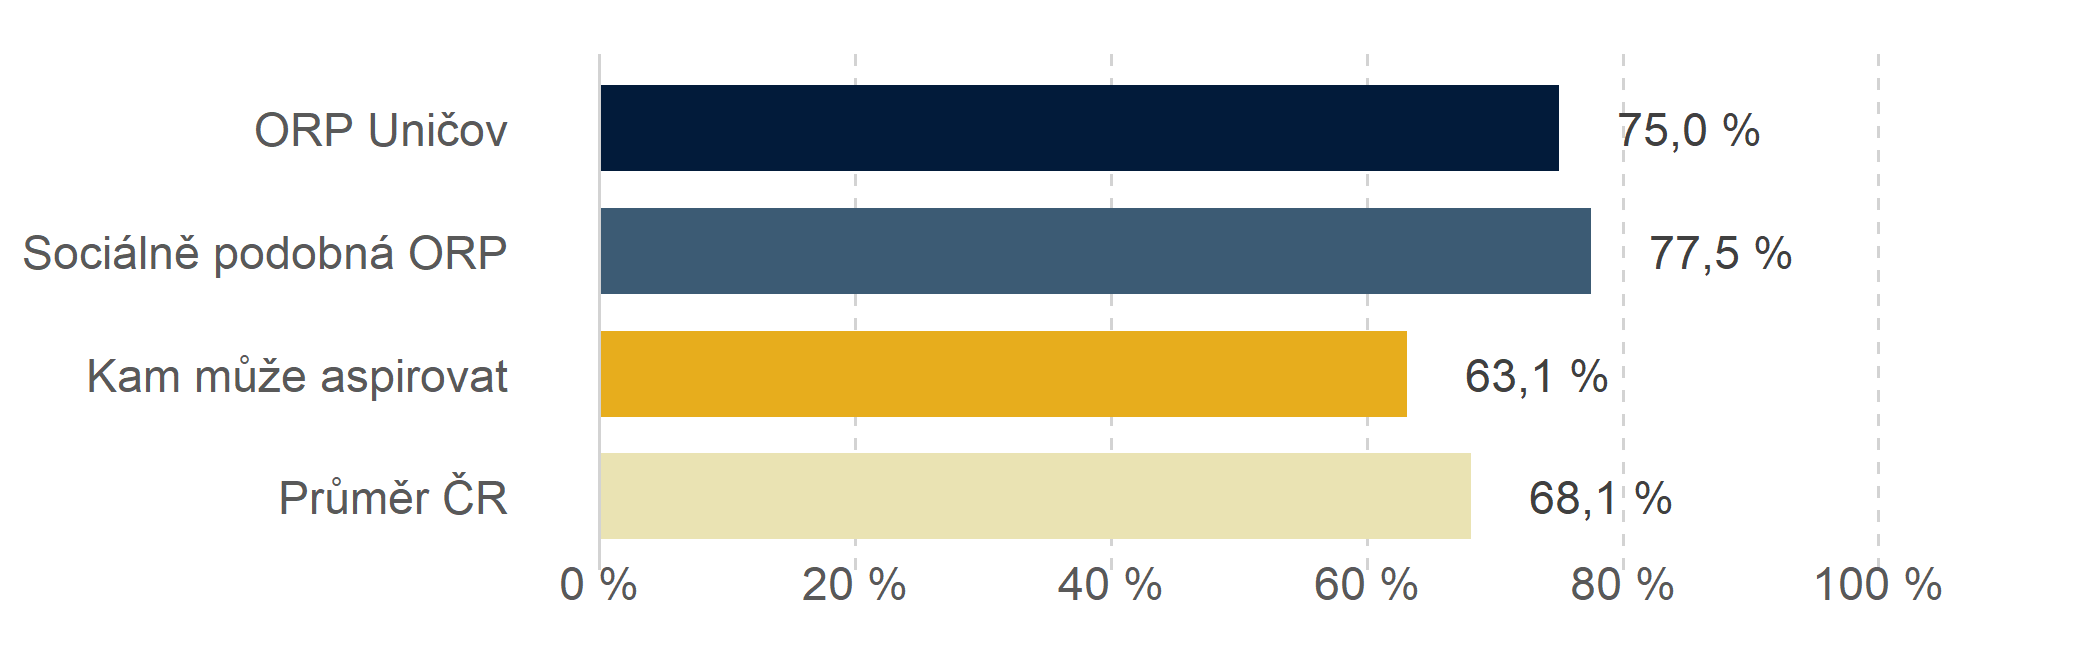 ORP Uničov 75,0 %
Sociálně podobná ORP 77,5 %
Kam může aspirovat 63,1 %
Průměr ČR 68,1 %
0 % 20 % 40 % 60 % 80 % 100 %